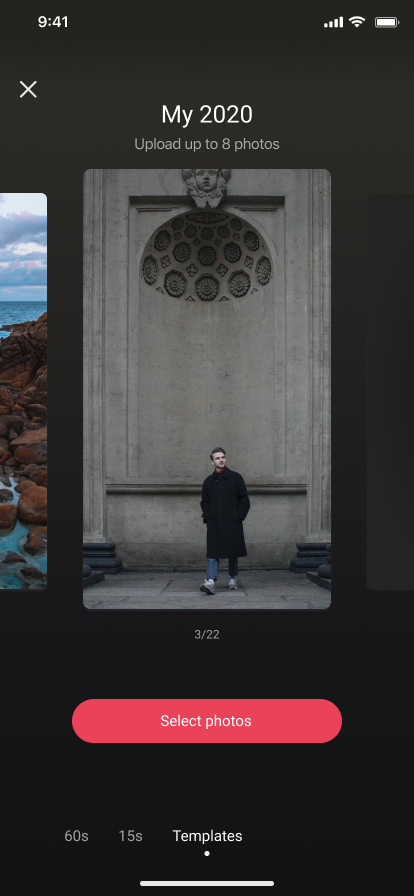 9:41
My 2020
Upload up to 8 photos
3/22
Select photos
60s 15s Templates